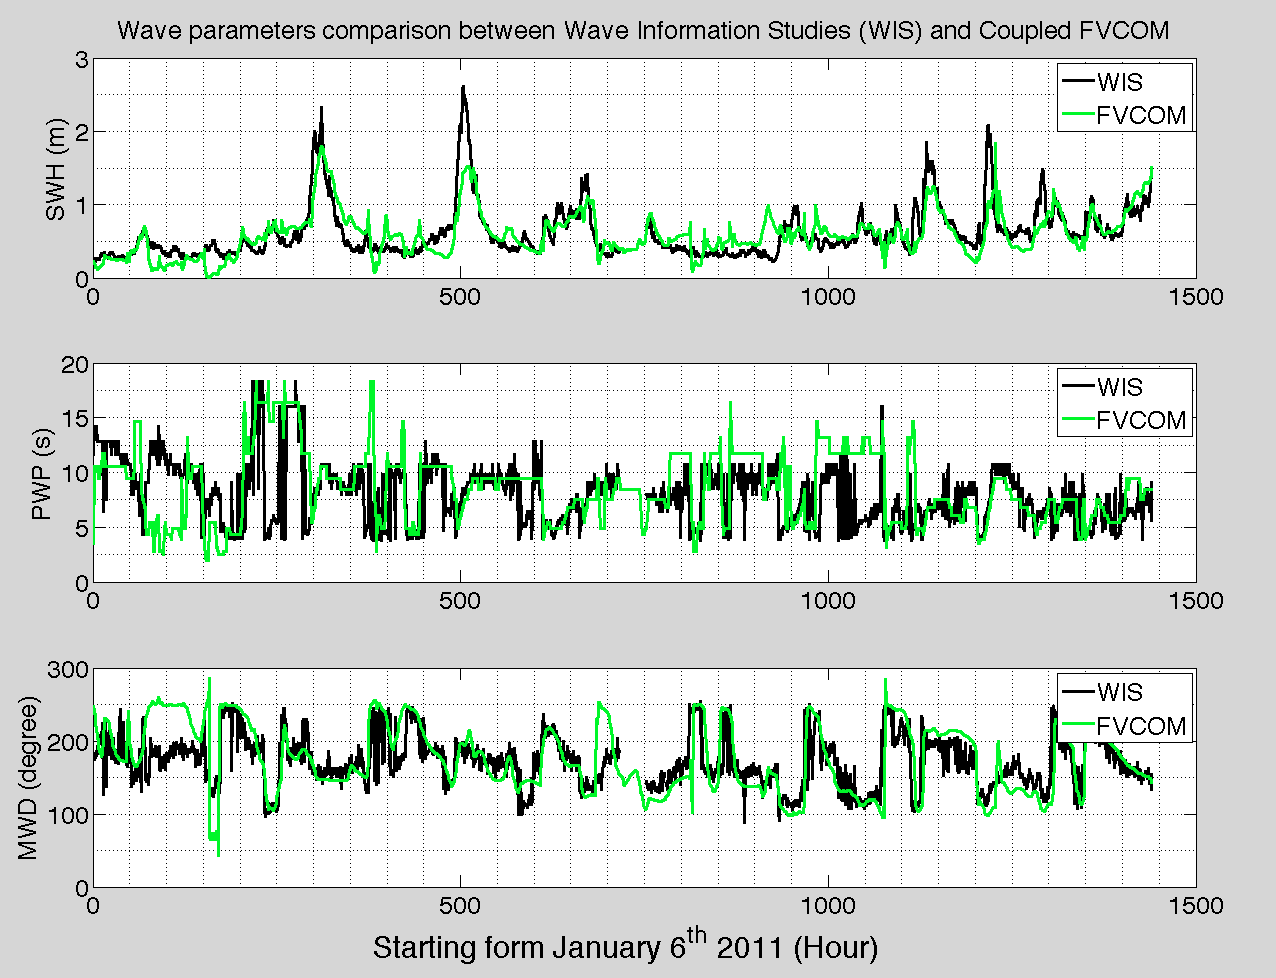 Wave parameters comparison between Wave Information Studies (WIS) and Coupled FVCOM
SWH (m)
3
2
1
0
0
500
1000
1500
WIS
FVCOM
PWP (s)
20
15
10
5
0
0
500
1000
1500
WIS
FVCOM
MWD (degree)
300
200
100
0
0
500
1000
1500
WIS
FVCOM
Starting form January 6th 2011 (Hour)